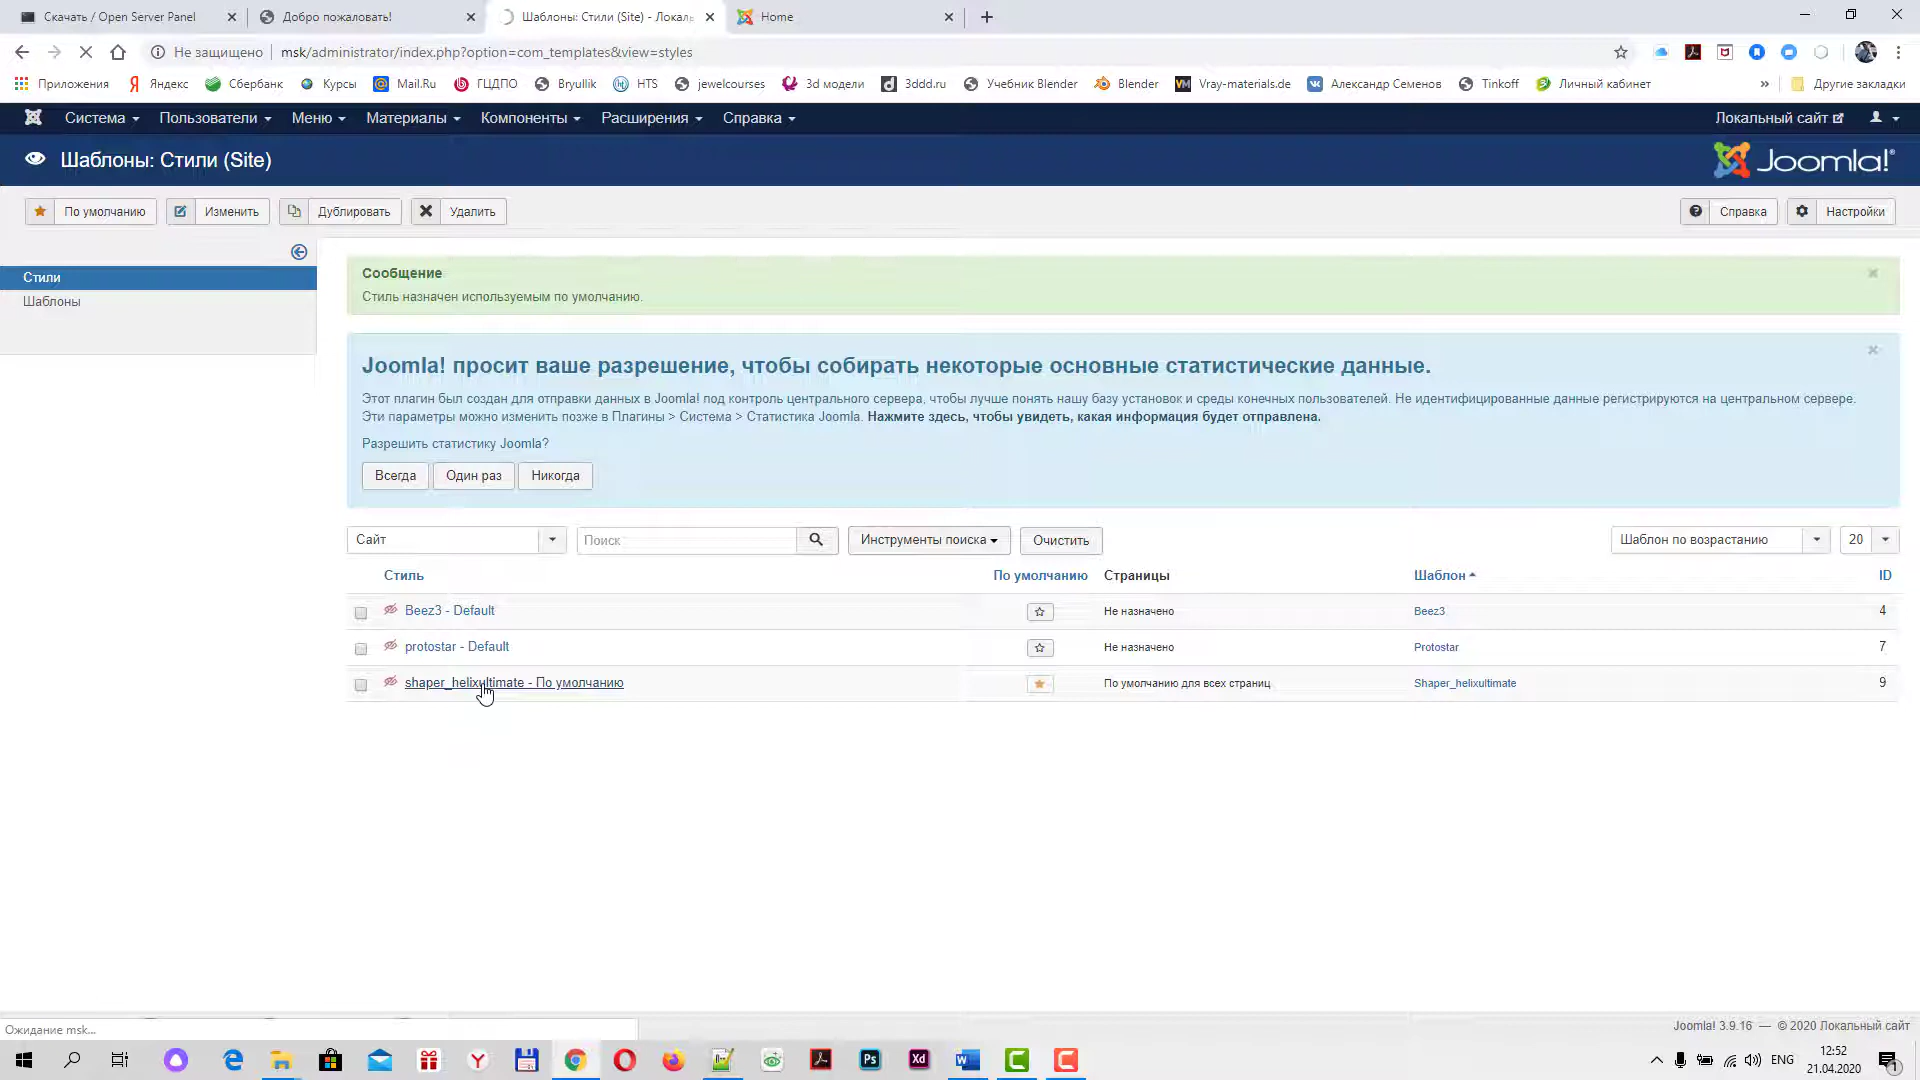 Скачать / Open Server Panel
Добро пожаловать!
Шаблоны: Стили (Site) - Локаль
Home
Не защищено
msk/administrator/index.php?option=com_templates&view=styles
Приложения
Яндекс
Сбербанк
Курсы
Mail.Ru
ГЦДПО
Bryullik
HTS
jewelcourses
3d модели
3ddd.ru
Учебник Blender
Blender
Vray-materials.de
Александр Семенов
Tinkoff
Личный кабинет
»
Другие закладки
Система
Пользователи
Меню
Материалы
Компоненты
Расширения
Справка
Локальный сайт
Шаблоны: Стили (Site)
Joomla!®
По умолчанию
Изменить
Дублировать
Удалить
Справка
Настройки
Стили
Шаблоны
Сообщение
Стиль назначен используемым по умолчанию.
Joomla! просит ваше разрешение, чтобы собирать некоторые основные статистические данные.
Этот плагин был создан для отправки данных в Joomla! под контроль центрального сервера, чтобы лучше понять нашу базу установок и среды конечных пользователей. Не идентифицированные данные регистрируются на центральном сервере.
Эти параметры можно изменить позже в Плагины > Система > Статистика Joomla. Нажмите здесь, чтобы увидеть, какая информация будет отправлена.
Разрешить статистику Joomla?
Всегда
Один раз
Никогда
Сайт
Поиск
Инструменты поиска
Очистить
Шаблон по возрастанию
20
Стиль
По умолчанию
Страницы
Шаблон
ID
Beez3 - Default
Не назначено
Beez3
4
protostar - Default
Не назначено
Protostar
7
shaper_helixultimate - По умолчанию
По умолчанию для всех страниц
Shaper_helixultimate
9
Ожидание msk...
Joomla! 3.9.16 — © 2020 Локальный сайт
Ps
Xd
ENG
12:52
21.04.2020
1